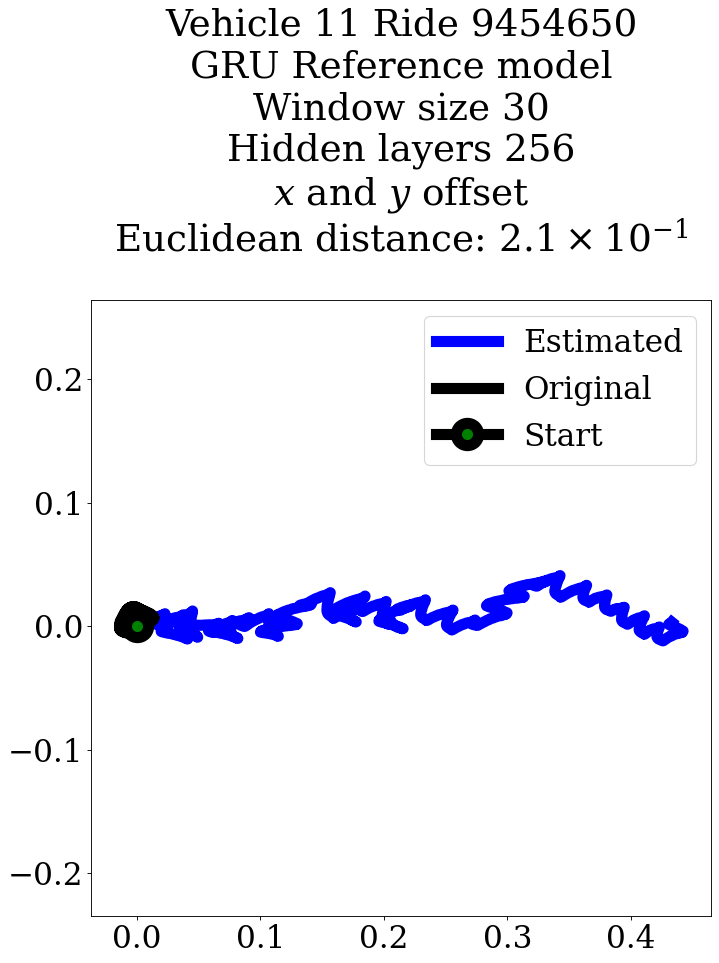 Vehicle 11 Ride 9454650
GRU Reference model
Window size 30
Hidden layers 256
x and y offset
Euclidean distance: 2.1 × 10⁻¹
Estimated
Original
Start
0.2
0.1
0.0
−0.1
−0.2
0.0 0.1 0.2 0.3 0.4